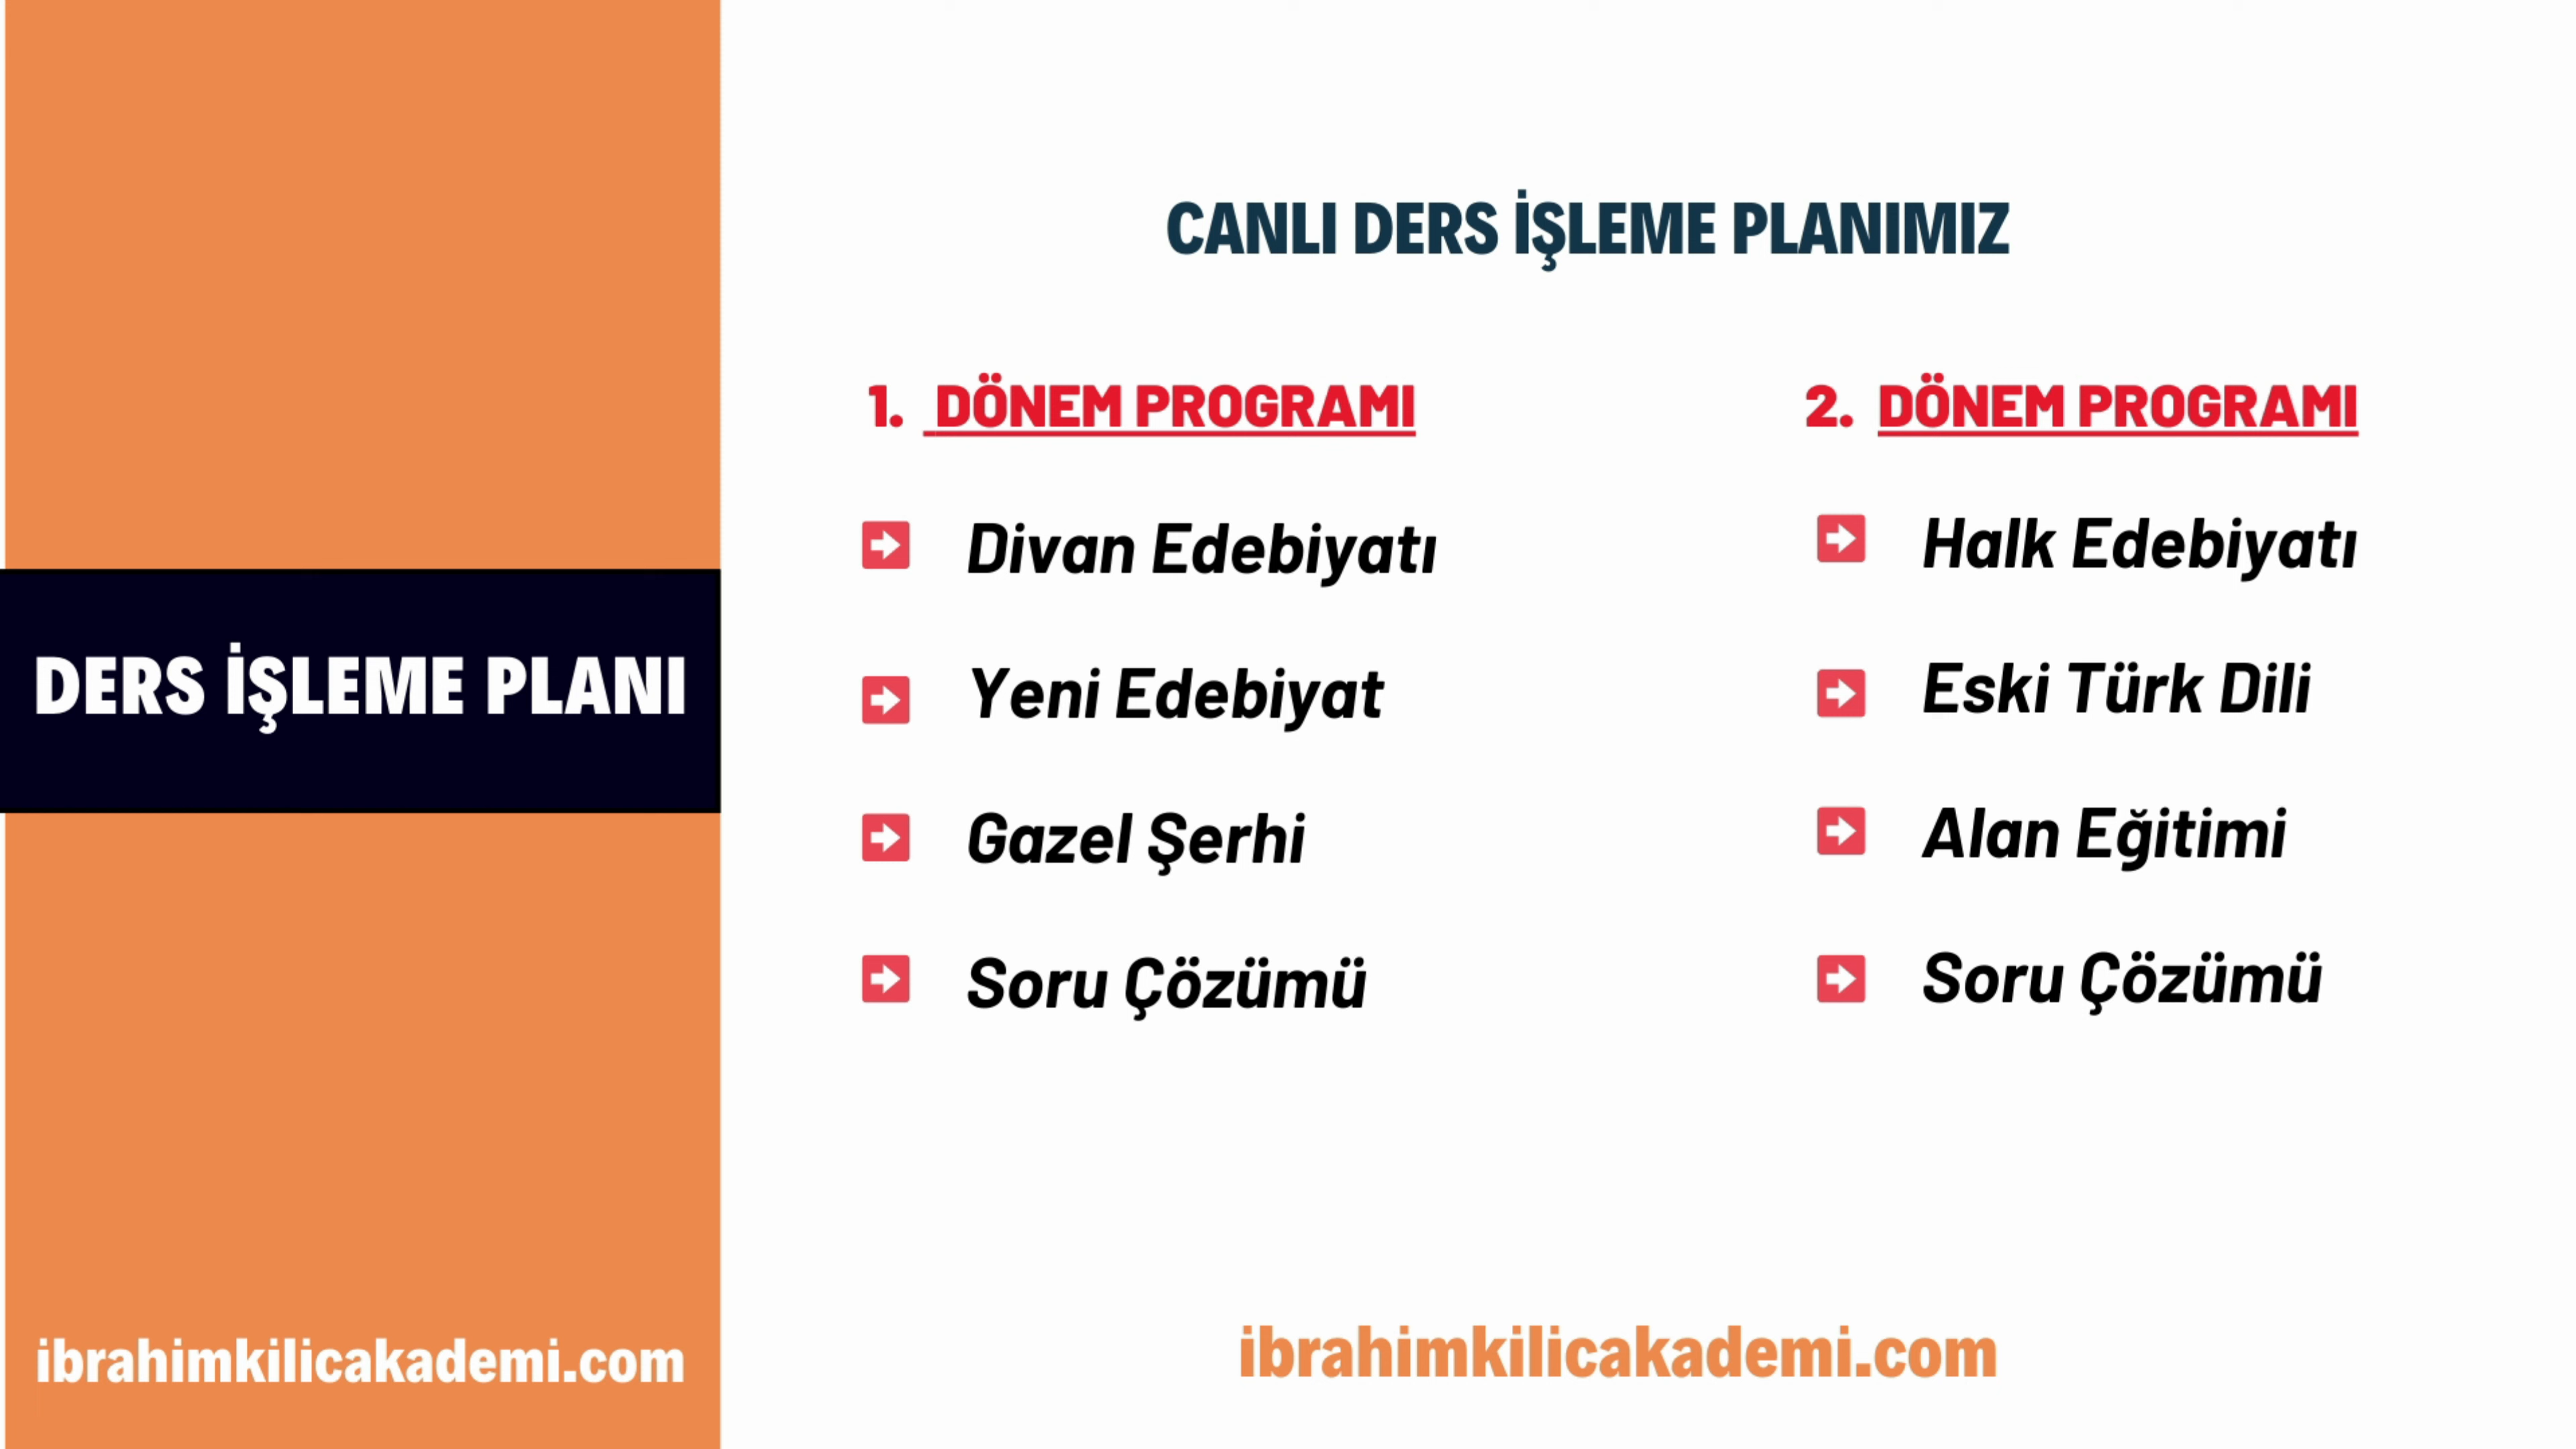 DERS İŞLEME PLANI
ibrahimkilicakademi.com
CANLI DERS İŞLEME PLANIMIZ
1. DÖNEM PROGRAMI
Divan Edebiyatı
Yeni Edebiyat
Gazel Şerhi
Soru Çözümü
2. DÖNEM PROGRAMI
Halk Edebiyatı
Eski Türk Dili
Alan Eğitimi
Soru Çözümü
ibrahimkilicakademi.com